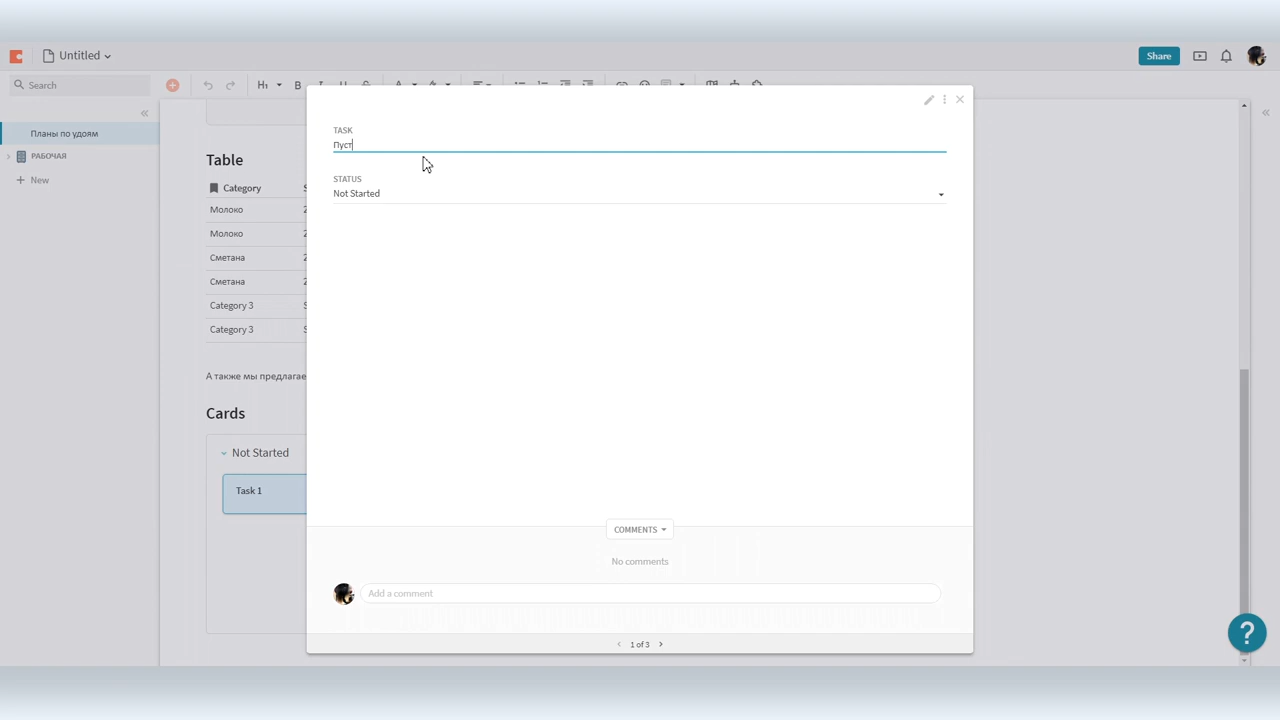 Untitled
Share
Search
H1
B
Планы по удоям
РАБОЧАЯ
New
Table
Category
Молоко
Молоко
Сметана
Сметана
Category 3
Category 3
А также мы предлагае
Cards
Not Started
Task 1
TASK
Пуст
STATUS
Not Started
COMMENTS
No comments
Add a comment
1 of 3
?